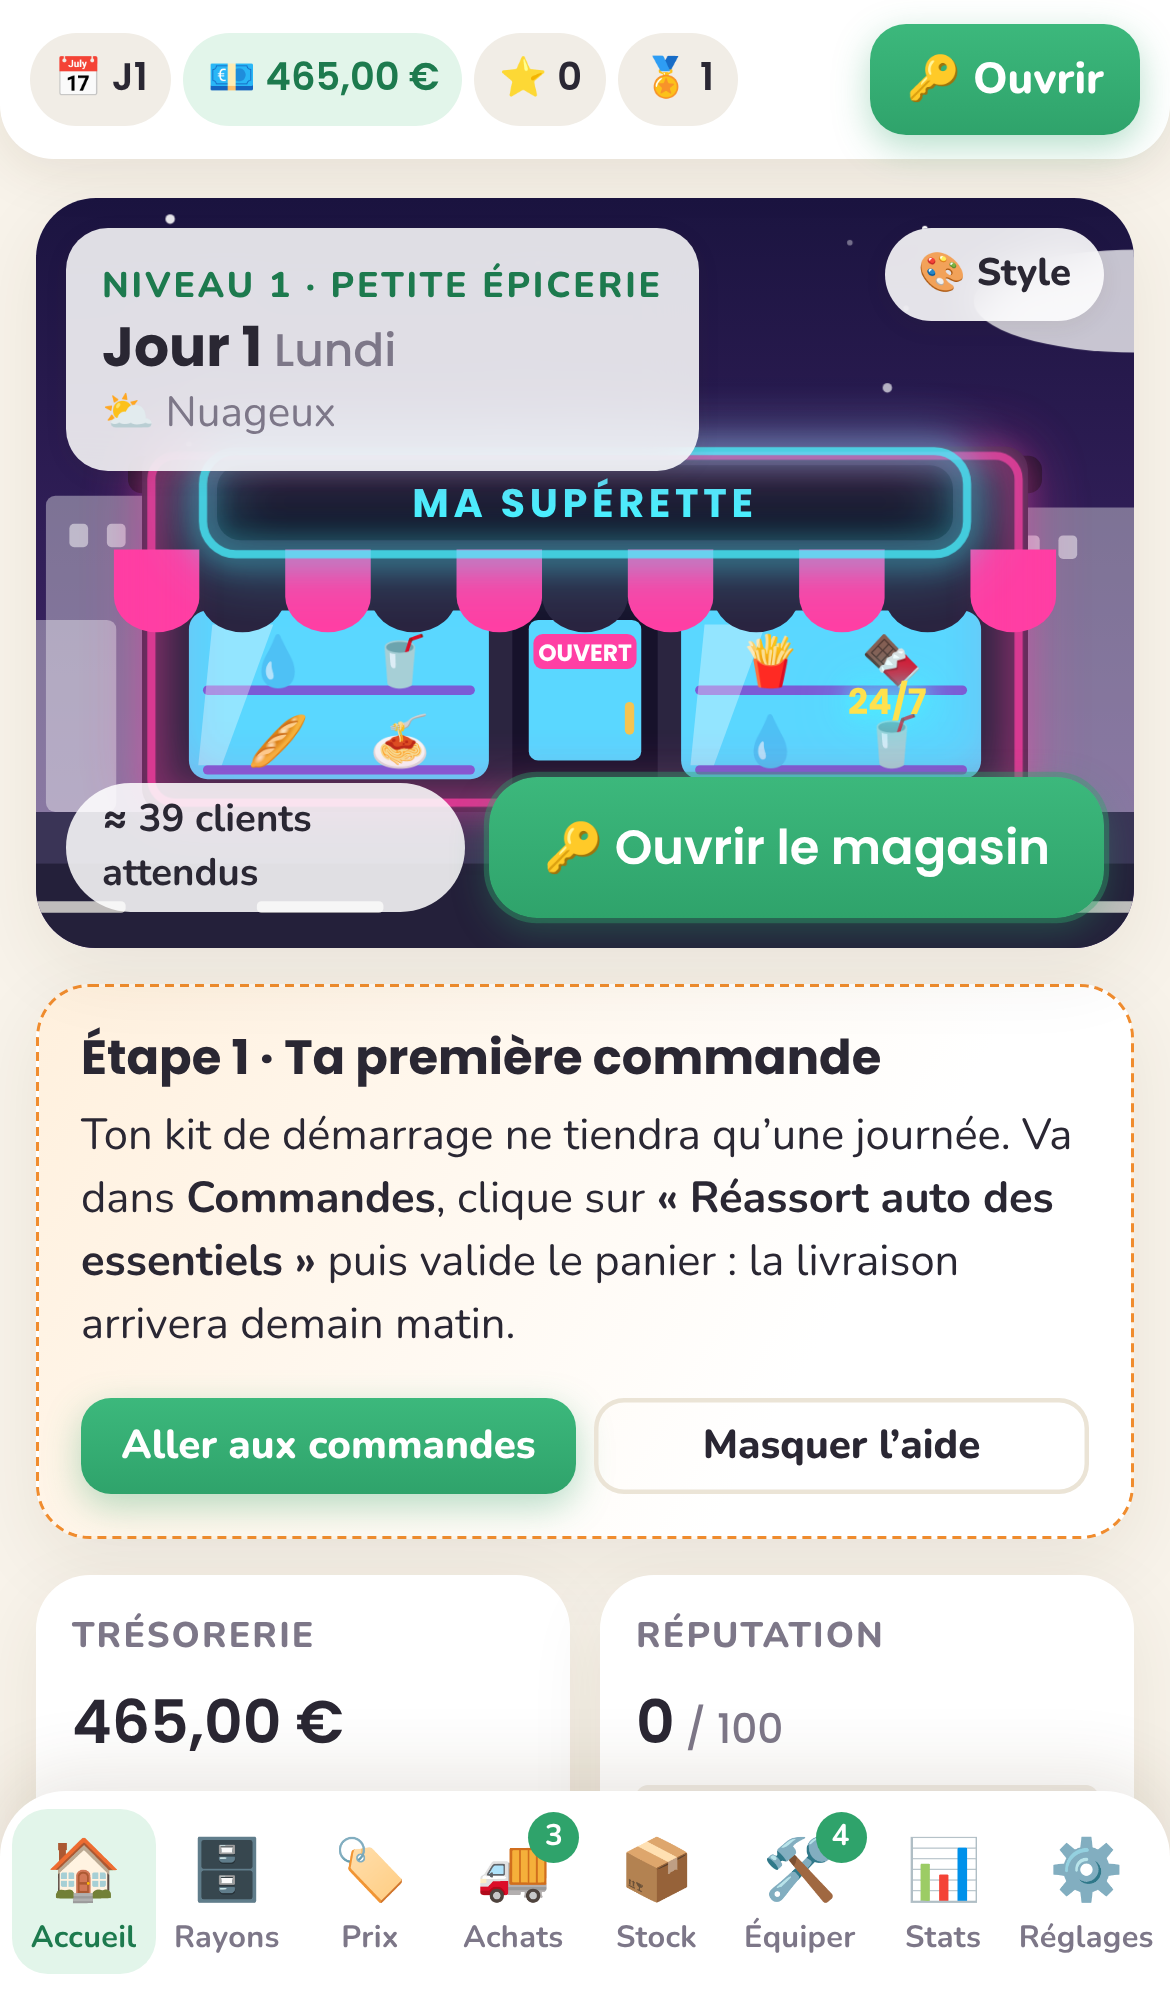 J1
465,00 €
0
1
Ouvrir
NIVEAU 1 · PETITE ÉPICERIE
Style
Jour 1 Lundi
Nuageux
MA SUPÉRETTE
OUVERT
24/7
≈ 39 clients
attendus
Ouvrir le magasin
Étape 1 · Ta première commande
Ton kit de démarrage ne tiendra qu’une journée. Va
dans Commandes, clique sur « Réassort auto des
essentiels » puis valide le panier : la livraison
arrivera demain matin.
Aller aux commandes
Masquer l’aide
TRÉSORERIE
465,00 €
RÉPUTATION
0 / 100
3
4
Accueil
Rayons
Prix
Achats
Stock
Équiper
Stats
Réglages